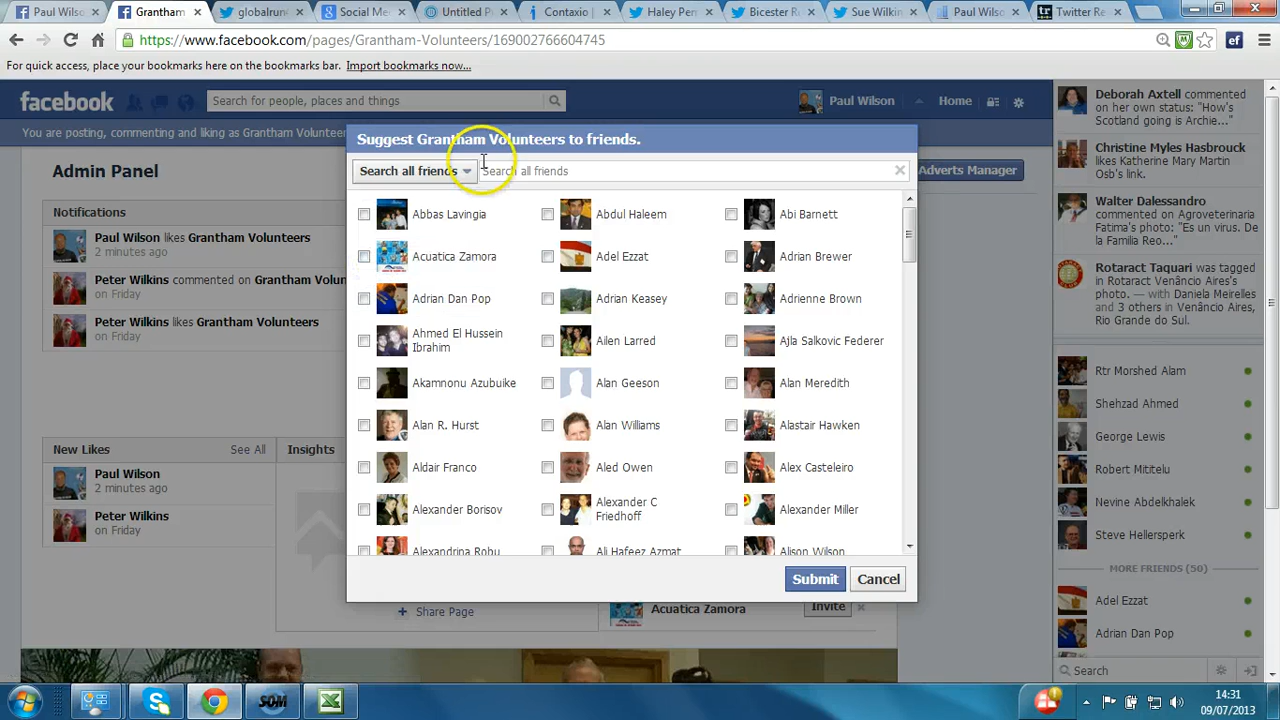 Paul Wilson
Grantham
globalrun
Social Me
Untitled P
Contaxio |
Haley Per
Bicester R
Sue Wilkin
Paul Wilso
Twitter Re
https://www.facebook.com/pages/Grantham-Volunteers/169002766604745
ef
For quick access, place your bookmarks here on the bookmarks bar. Import bookmarks now...
facebook
Search for people, places and things
Paul Wilson
Home
You are posting, commenting and liking as Grantham Volunteers
Admin Panel
Adverts Manager
Notifications
Paul Wilson likes Grantham Volunteers
2 minutes ago
Peter Wilkins commented on Grantham Volun
on Friday
Peter Wilkins likes Grantham Volunteers
on Friday
New Likes
See All
Insights
Paul Wilson
2 minutes ago
Peter Wilkins
on Friday
Suggest Grantham Volunteers to friends.
Search all friends
Search all friends
Abbas Lavingia
Abdul Haleem
Abi Barnett
Acuatica Zamora
Adel Ezzat
Adrian Brewer
Adrian Dan Pop
Adrian Keasey
Adrienne Brown
Ahmed El Hussein
Ibrahim
Ailen Larred
Ajla Salkovic Federer
Akamnonu Azubuike
Alan Geeson
Alan Meredith
Alan R. Hurst
Alan Williams
Alastair Hawken
Aldair Franco
Aled Owen
Alex Casteleiro
Alexander Borisov
Alexander C
Friedhoff
Alexander Miller
Alexandrina Robu
Ali Hafeez Azmat
Alison Wilson
Submit
Cancel
+ Share Page
Acuatica Zamora
Invite
Deborah Axtell commented
on her own status: "How's
Scotland going is Archie..."
Christine Myles Hasbrouck
likes Katherine Mary Martin
Osb's link.
Walter Dalessandro
commented on Agroveterinaria
Fatima's photo: "Es un virus. De
la Familia Reo..."
Rotaract Taquari was tagged
in Rotaract Venâncio Aires's
photo. — with Daniela Meirelles
and 3 others in Venâncio Aires,
Rio Grande do Sul.
Rtr Morshed Alam
Shehzad Ahmed
George Lewis
Robert Mititelu
Nevine Abdelkhalek
Steve Hellersperk
MORE FRIENDS (50)
Adel Ezzat
Adrian Dan Pop
Search
SOM
14:31
09/07/2013